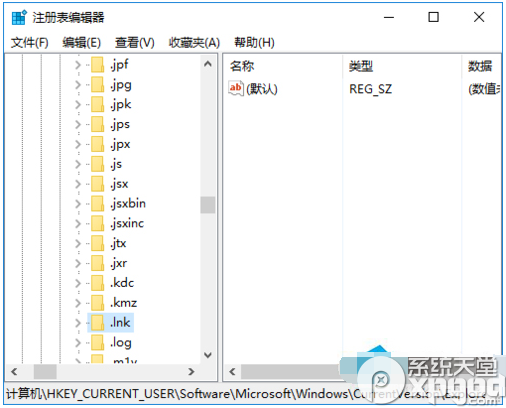 注册表编辑器
文件(F) 编辑(E) 查看(V) 收藏夹(A) 帮助(H)
名称 类型 数据
ab (默认) REG_SZ (数值
.jpf
.jpg
.jpk
.jps
.jpx
.js
.jsx
.jsxbin
.jsxinc
.jtx
.jxr
.kdc
.kmz
.lnk
.log
.m1v
系统天堂
计算机\HKEY_CURRENT_USER\Software\Microsoft\Windows\